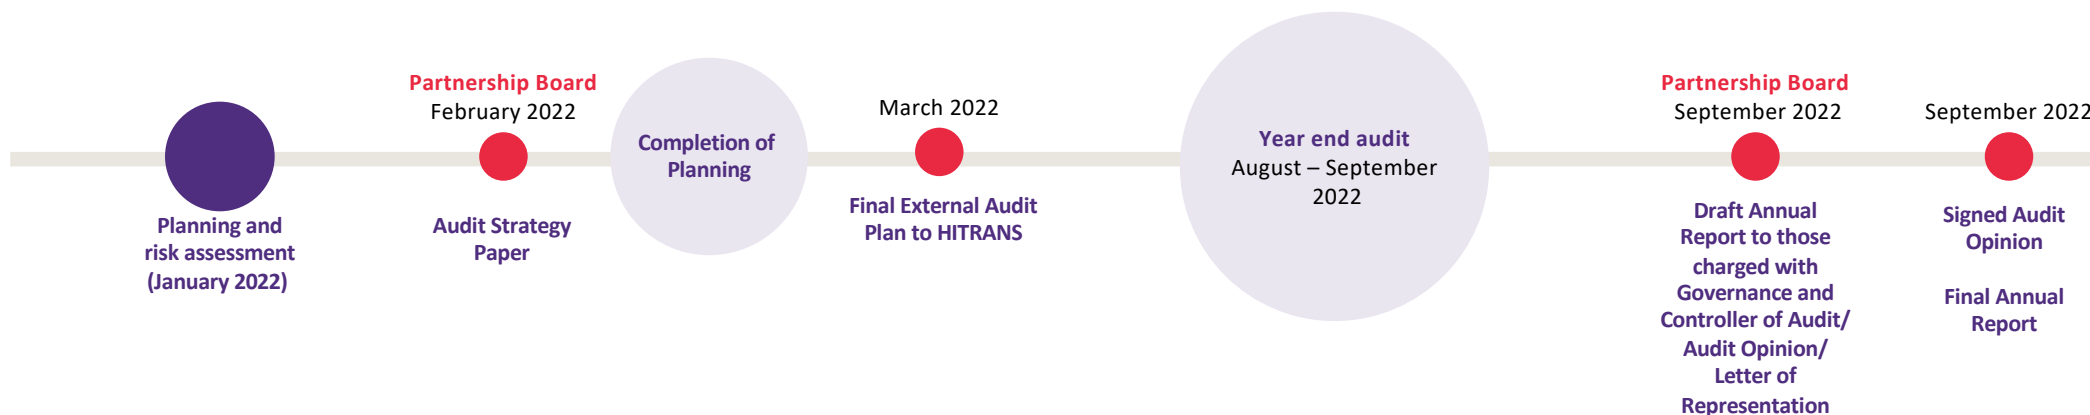 Planning and
risk assessment
(January 2022)
Partnership Board
February 2022
Audit Strategy
Paper
Completion of
Planning
March 2022
Final External Audit
Plan to HITRANS
Year end audit
August – September
2022
Partnership Board
September 2022
Draft Annual
Report to those
charged with
Governance and
Controller of Audit/
Audit Opinion/
Letter of
Representation
September 2022
Signed Audit
Opinion
Final Annual
Report